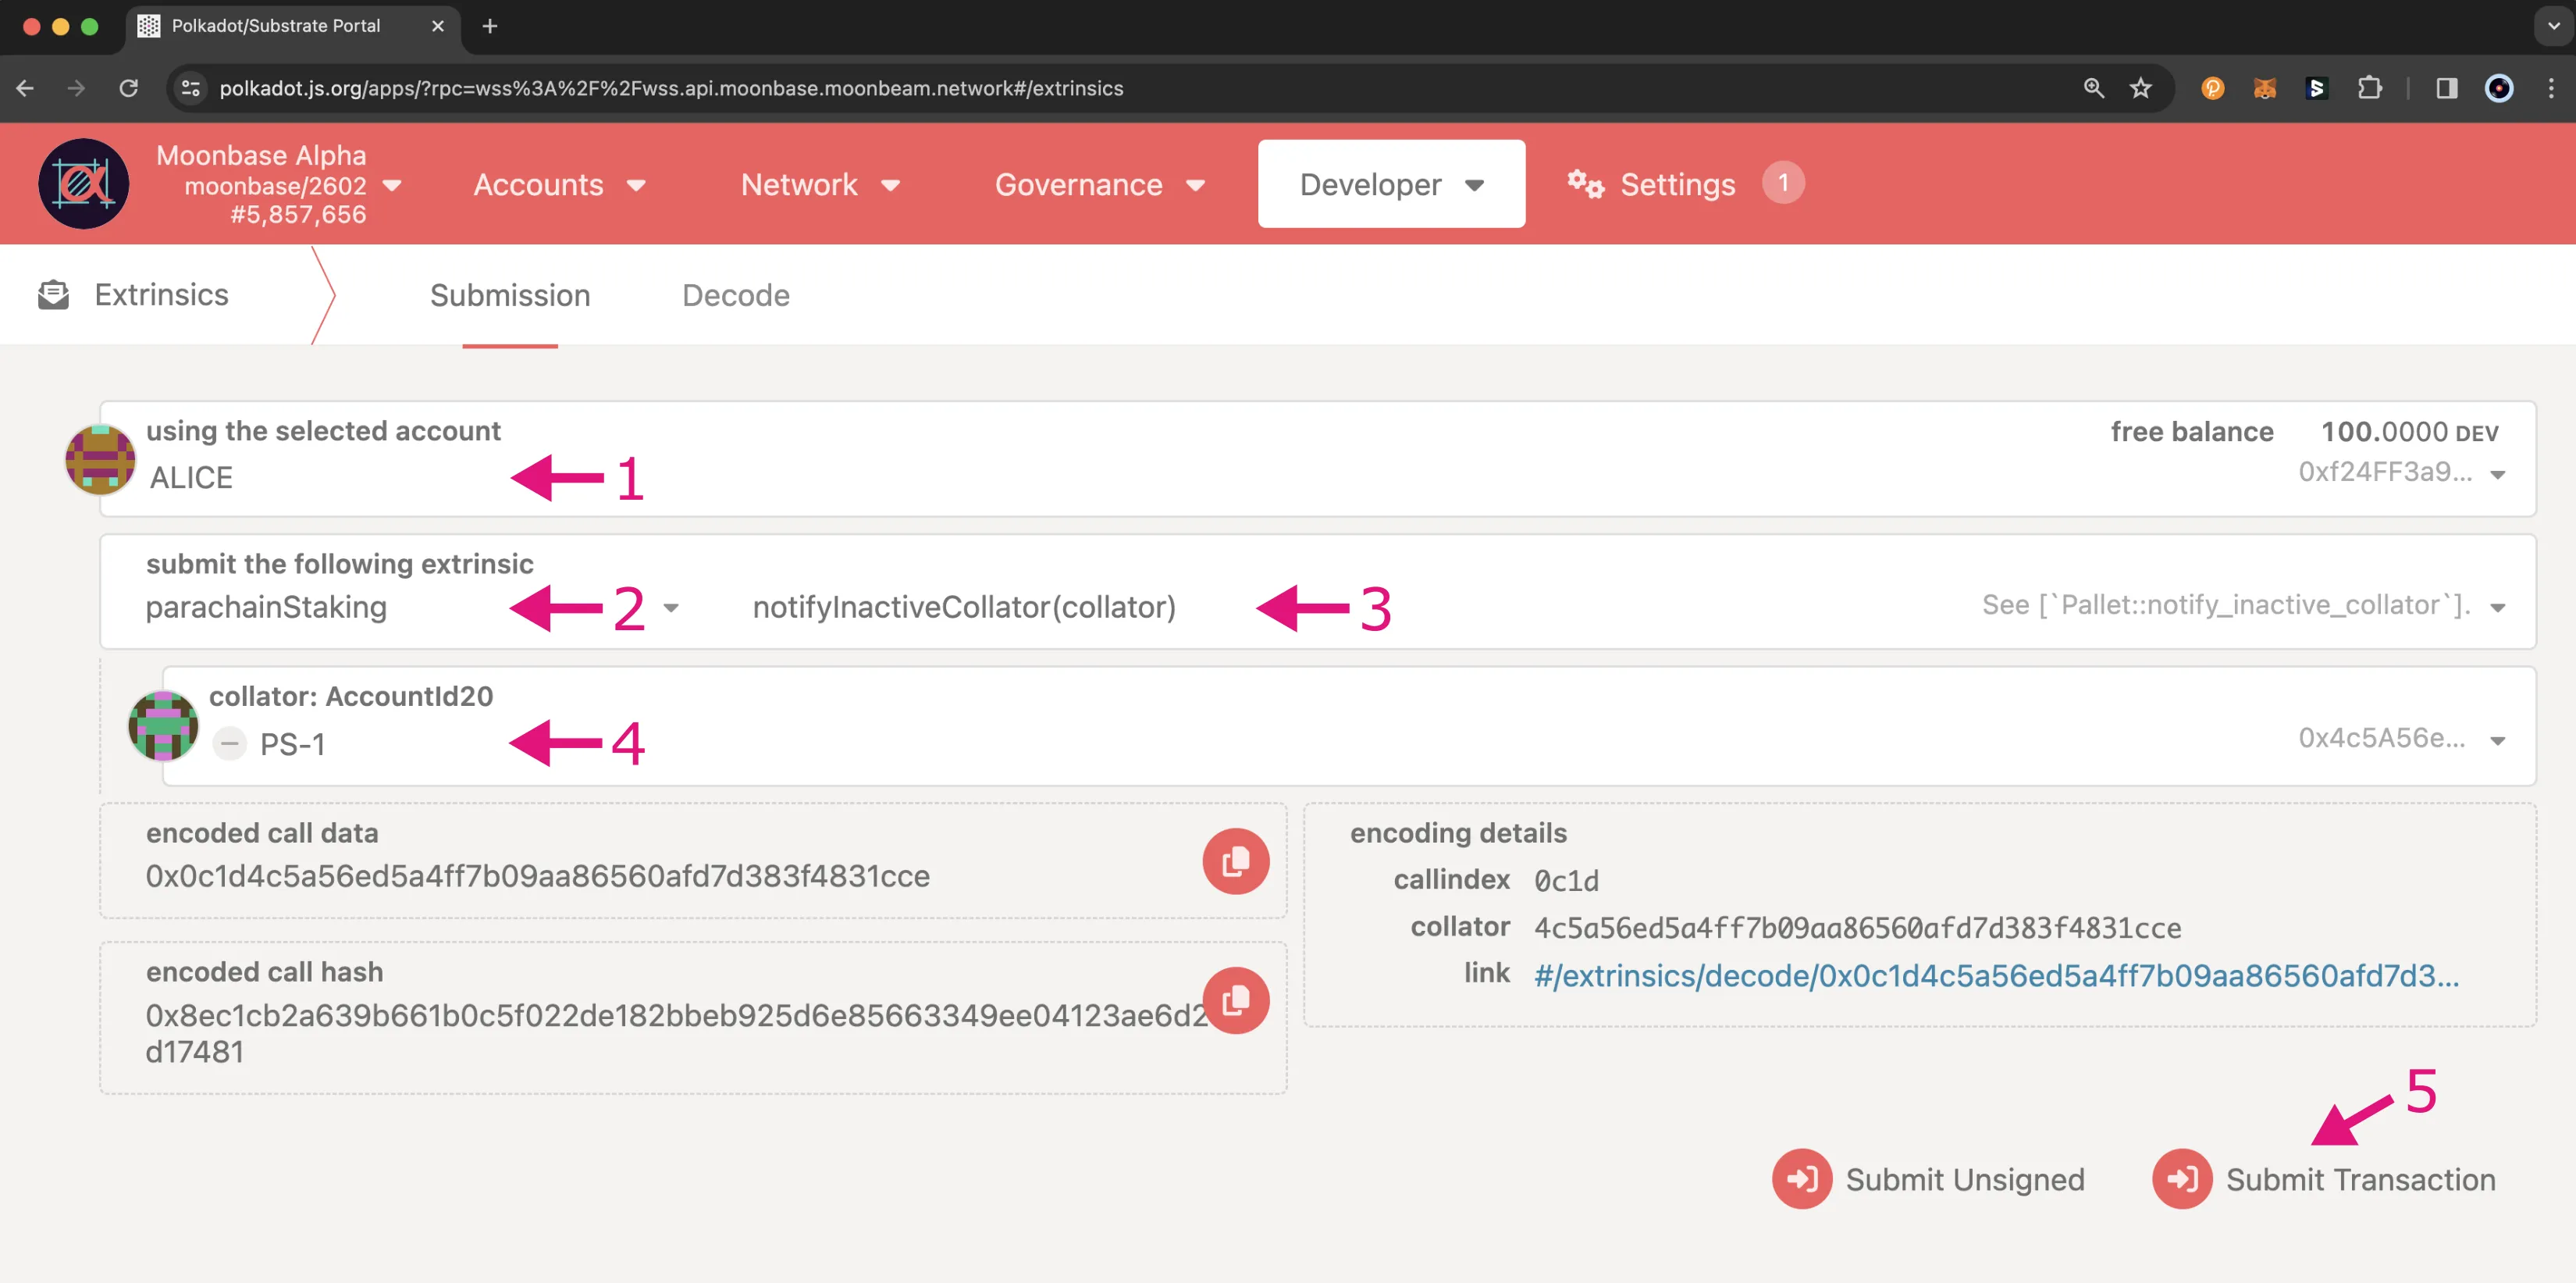 Polkadot/Substrate Portal
polkadot.js.org/apps/?rpc=wss%3A%2F%2Fwss.api.moonbase.moonbeam.network#/extrinsics
Moonbase Alpha
moonbase/2602
#5,857,656
Accounts
Network
Governance
Developer
Settings
1
Extrinsics
Submission
Decode
using the selected account
ALICE
1
free balance 100.0000 DEV
0xf24FF3a9...
submit the following extrinsic
parachainStaking
2
notifyInactiveCollator(collator)
3
See [`Pallet::notify_inactive_collator`].
collator: AccountId20
PS-1
4
0x4c5A56e...
encoded call data
0x0c1d4c5a56ed5a4ff7b09aa86560afd7d383f4831cce
encoded call hash
0x8ec1cb2a639b661b0c5f022de182bbeb925d6e85663349ee04123ae6d2
d17481
encoding details
callindex 0c1d
collator 4c5a56ed5a4ff7b09aa86560afd7d383f4831cce
link #/extrinsics/decode/0x0c1d4c5a56ed5a4ff7b09aa86560afd7d3...
5
Submit Unsigned
Submit Transaction